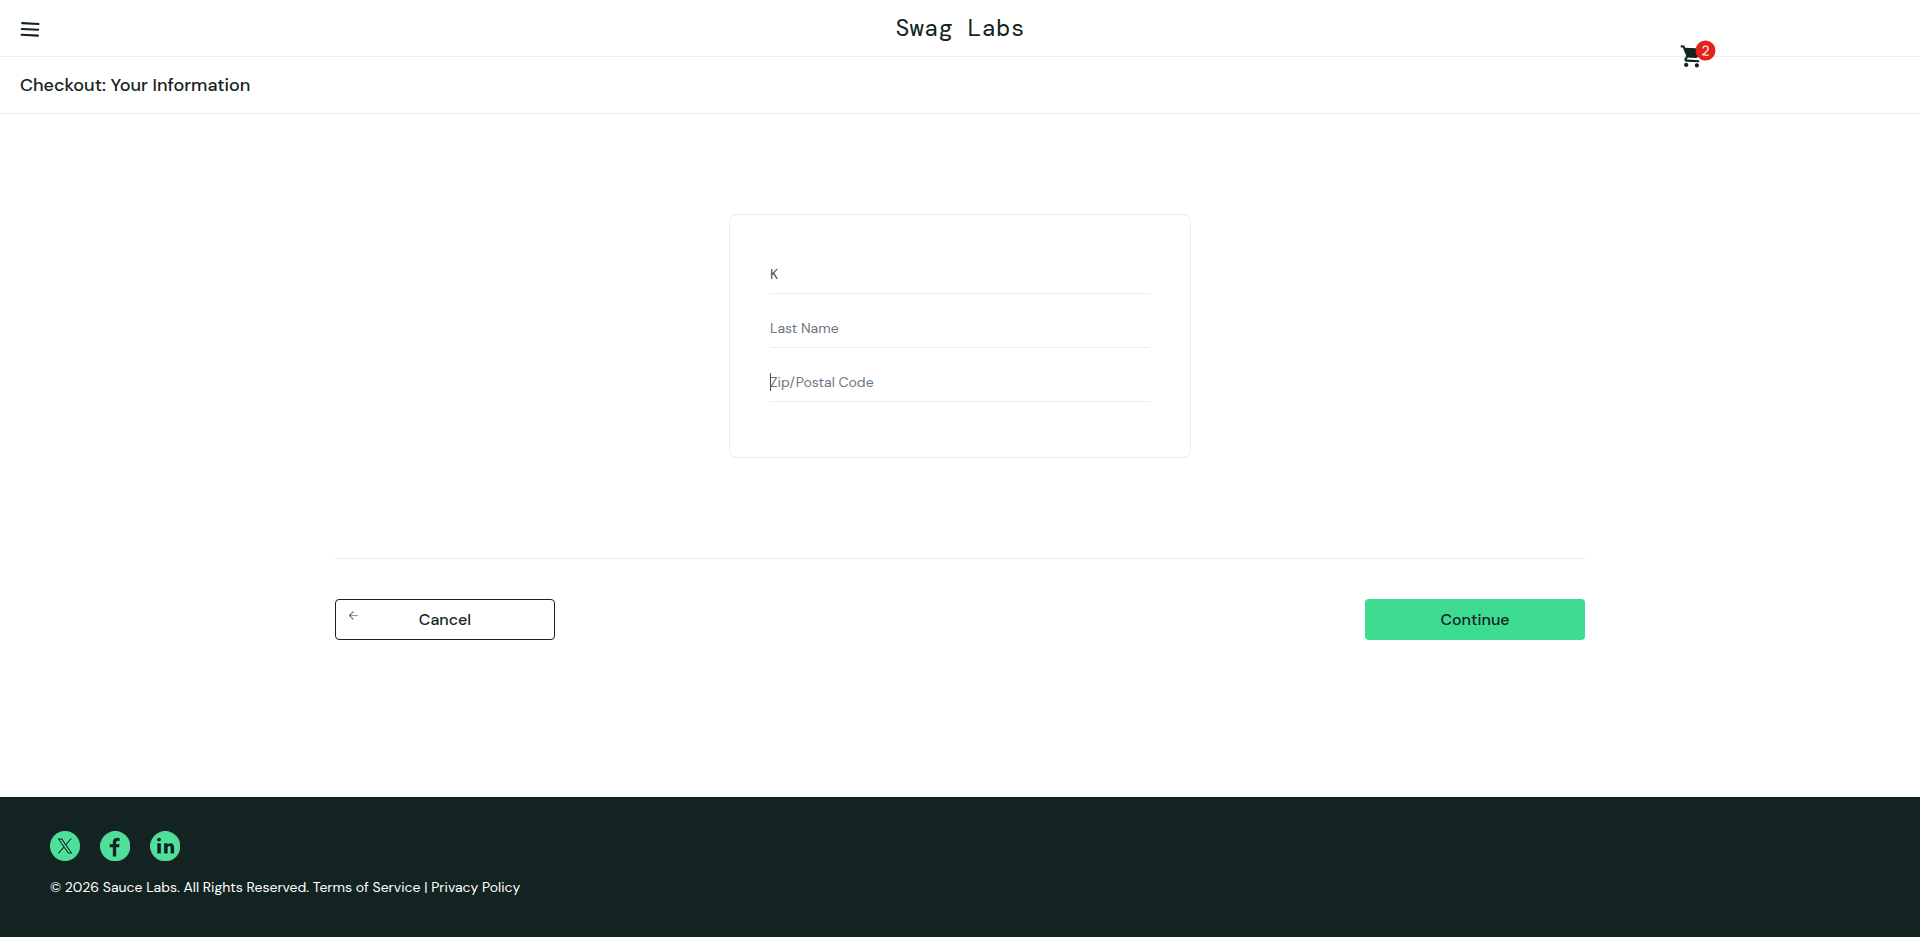 Swag Labs
2
Checkout: Your Information
K
Last Name
Zip/Postal Code
Cancel
Continue
© 2026 Sauce Labs. All Rights Reserved. Terms of Service | Privacy Policy